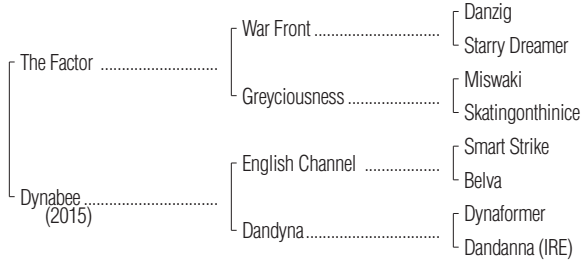 Danzig
War Front
Starry Dreamer
The Factor
Miswaki
Greyciousness
Skatingonthinice
Smart Strike
English Channel
Belva
Dynabee
(2015)
Dynaformer
Dandyna
Dandanna (IRE)